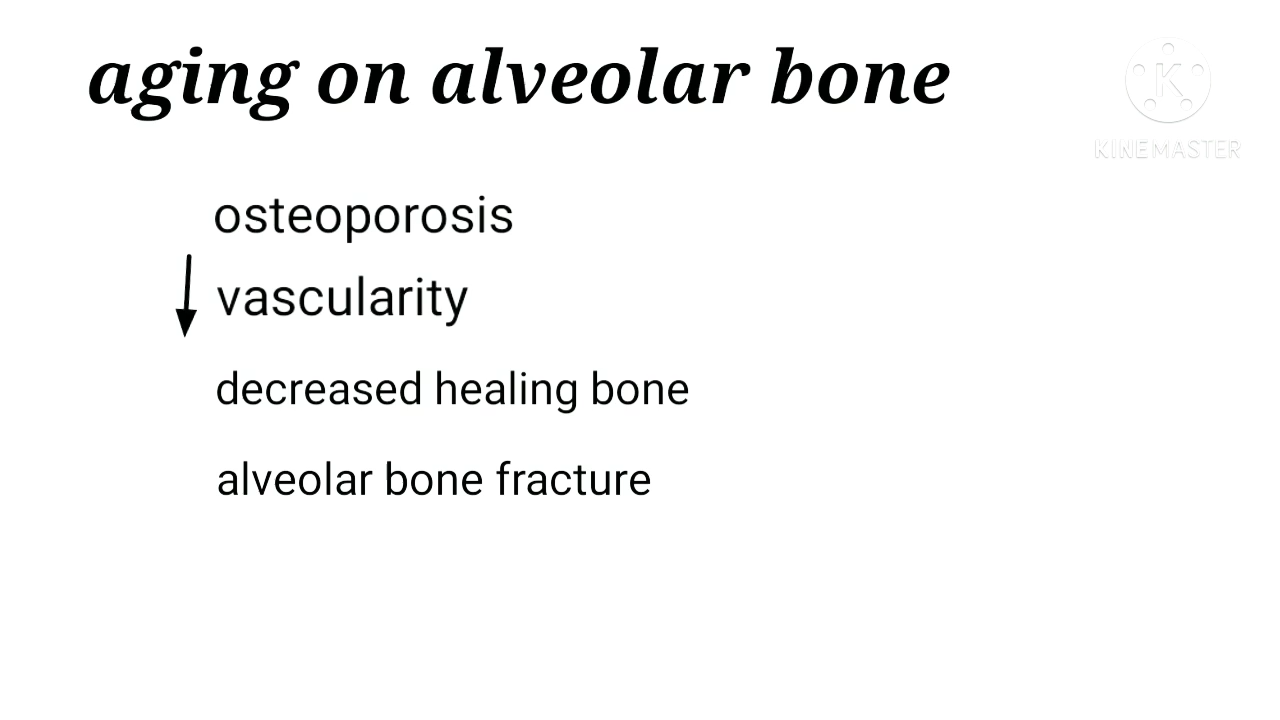 aging on alveolar bone
K
KINEMASTER
osteoporosis
vascularity
decreased healing bone
alveolar bone fracture